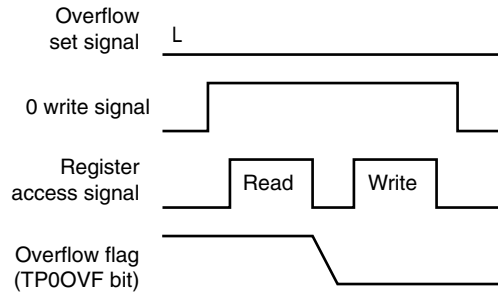 Overflow
set signal
L
0 write signal
Register
access signal
Read
Write
Overflow flag
(TP0OVF bit)